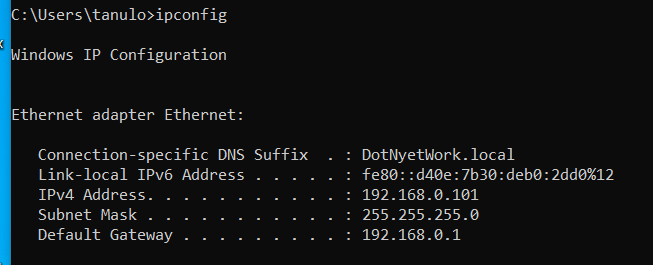 C:\Users\tanulo>ipconfig
Windows IP Configuration
Ethernet adapter Ethernet:
Connection-specific DNS Suffix  . : DotNyetWork.local
Link-local IPv6 Address . . . . . : fe80::d40e:7b30:deb0:2dd0%12
IPv4 Address. . . . . . . . . . . : 192.168.0.101
Subnet Mask . . . . . . . . . . . : 255.255.255.0
Default Gateway . . . . . . . . . : 192.168.0.1